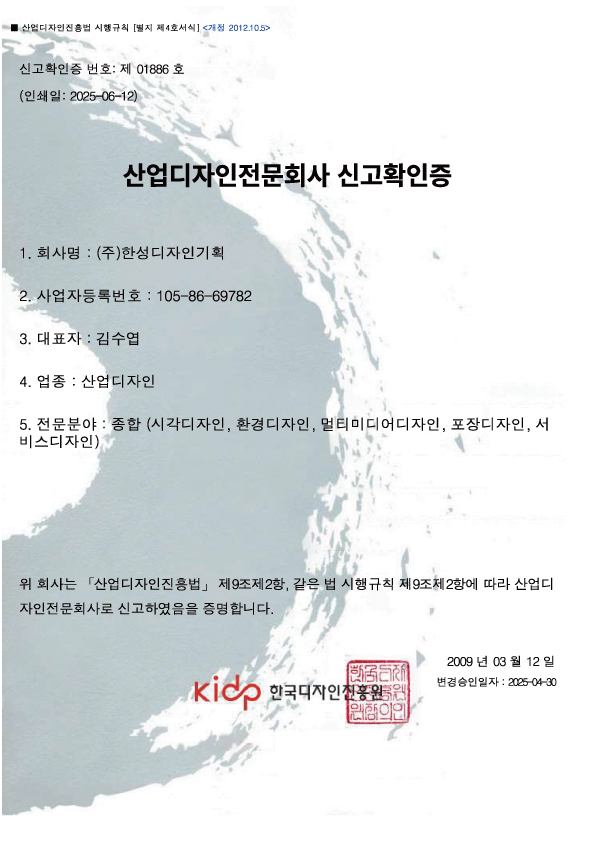 ■ 산업디자인진흥법 시행규칙 [별지 제4호서식] <개정 2012.10.5>
신고확인증 번호: 제 01886 호
(인쇄일: 2025-06-12)
산업디자인전문회사 신고확인증
1. 회사명 : (주)한성디자인기획
2. 사업자등록번호 : 105-86-69782
3. 대표자 : 김수엽
4. 업종 : 산업디자인
5. 전문분야 : 종합 (시각디자인, 환경디자인, 멀티미디어디자인, 포장디자인, 서
비스디자인)
위 회사는 「산업디자인진흥법」 제9조제2항, 같은 법 시행규칙 제9조제2항에 따라 산업디
자인전문회사로 신고하였음을 증명합니다.
2009 년 03 월 12 일
변경승인일자 : 2025-04-30
kidp 한국디자인진흥원